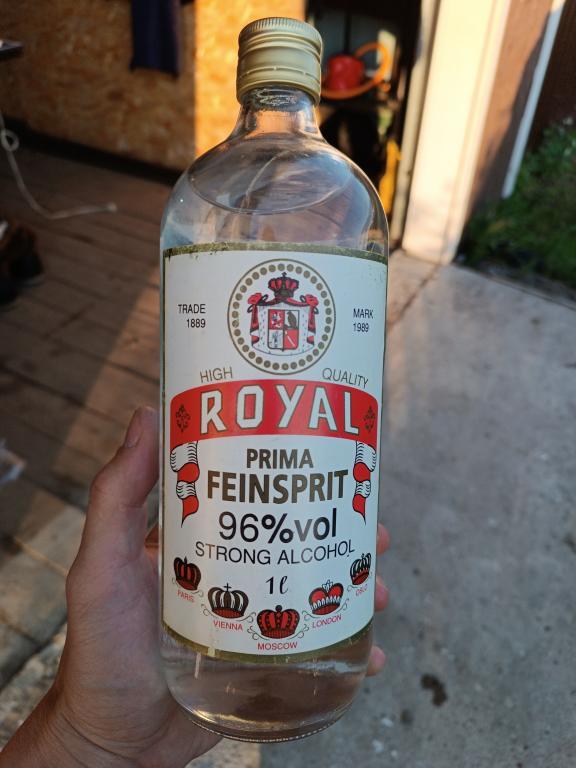 TRADE
1889
MARK
1989
HIGH QUALITY
ROYAL
PRIMA
FEINSPRIT
96%vol
STRONG ALCOHOL
1ℓ
PARIS
VIENNA
MOSCOW
LONDON
OSLO